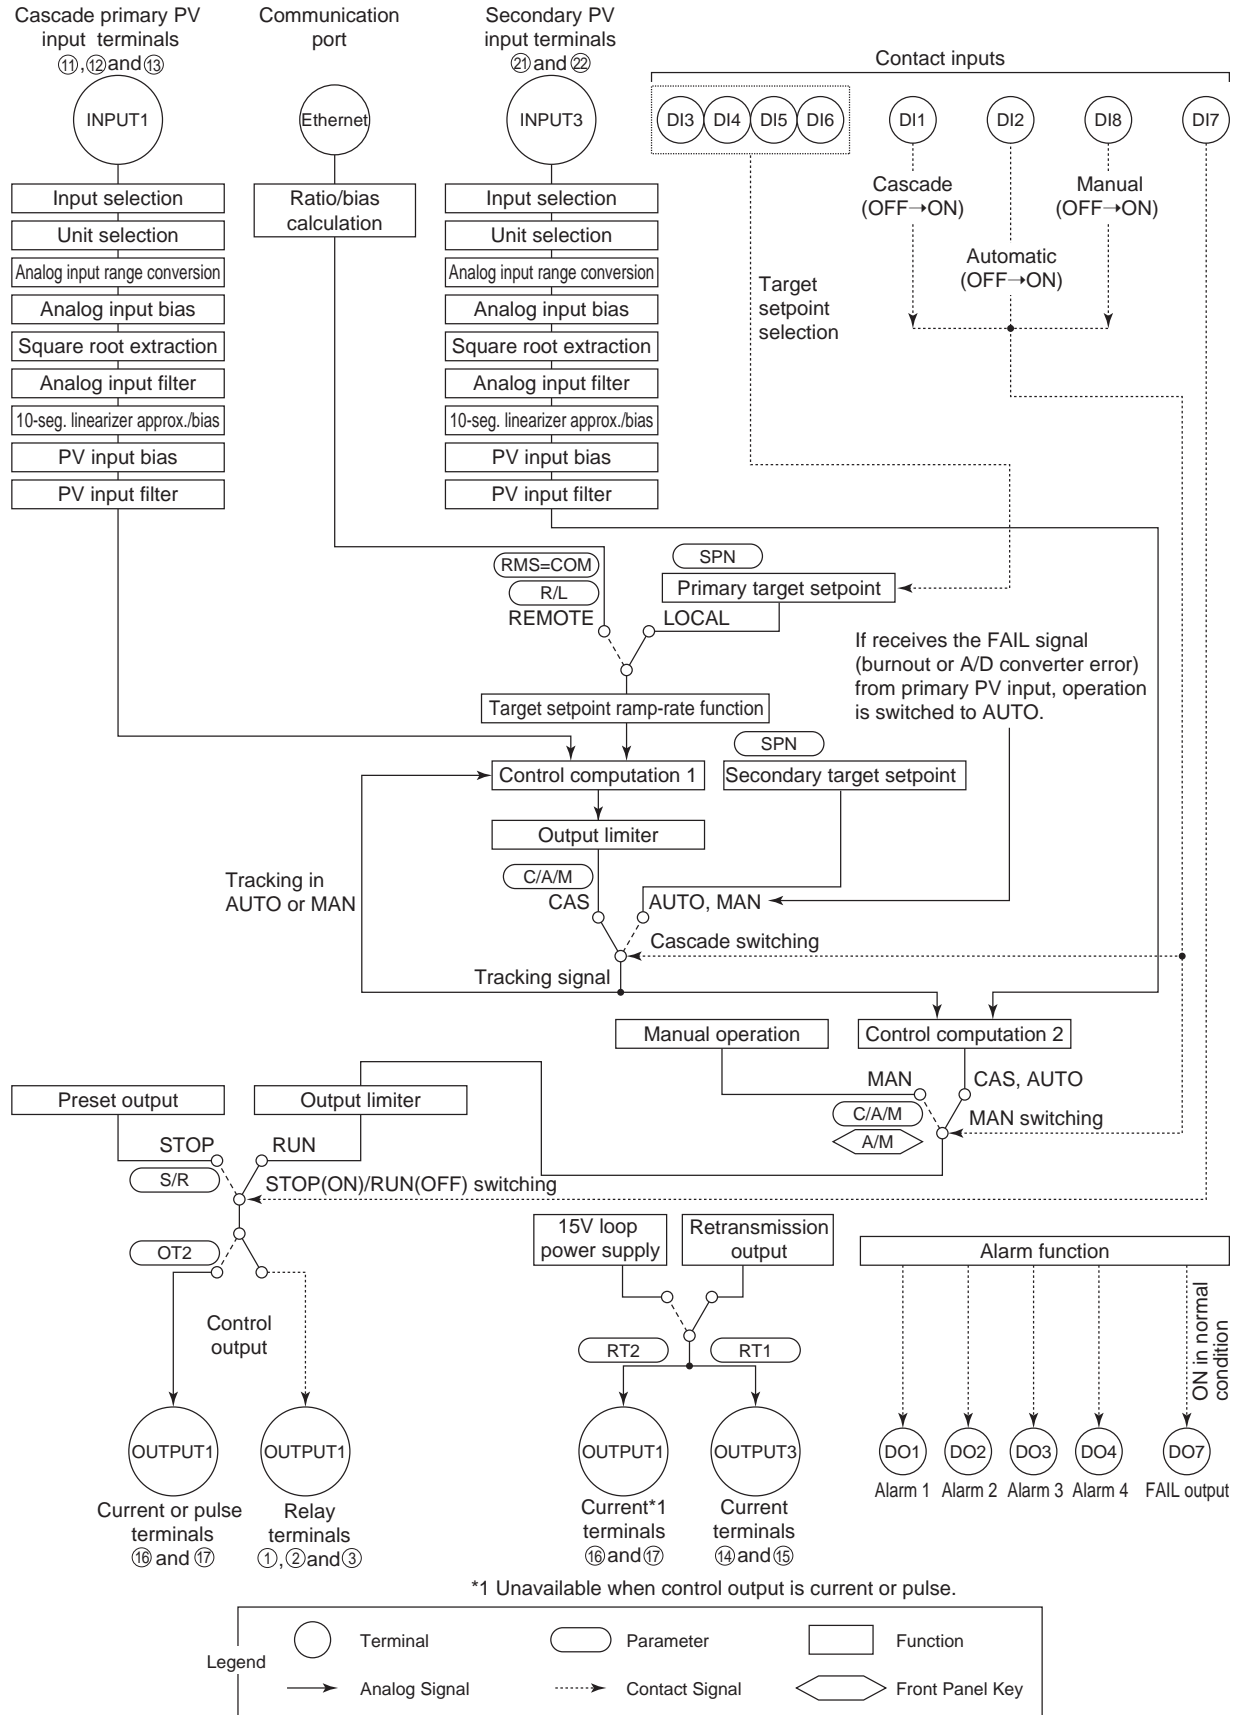 Cascade primary PV
input terminals
⑪,⑫and⑬
Communication
port
Secondary PV
input terminals
㉑and㉒
Contact inputs
INPUT1
Ethernet
INPUT3
DI3
DI4
DI5
DI6
DI1
DI2
DI8
DI7
Input selection
Unit selection
Analog input range conversion
Analog input bias
Square root extraction
Analog input filter
10-seg. linearizer approx./bias
PV input bias
PV input filter
Ratio/bias
calculation
Input selection
Unit selection
Analog input range conversion
Analog input bias
Square root extraction
Analog input filter
10-seg. linearizer approx./bias
PV input bias
PV input filter
Cascade
(OFF→ON)
Manual
(OFF→ON)
Automatic
(OFF→ON)
Target
setpoint
selection
RMS=COM
R/L
REMOTE
SPN
Primary target setpoint
LOCAL
If receives the FAIL signal
(burnout or A/D converter error)
from primary PV input, operation
is switched to AUTO.
Target setpoint ramp-rate function
SPN
Control computation 1
Secondary target setpoint
Output limiter
Tracking in
AUTO or MAN
C/A/M
CAS
AUTO, MAN
Cascade switching
Tracking signal
Manual operation
Control computation 2
MAN
CAS, AUTO
C/A/M
A/M
MAN switching
Preset output
Output limiter
STOP
RUN
S/R
STOP(ON)/RUN(OFF) switching
OT2
Control
output
15V loop
power supply
Retransmission
output
Alarm function
RT2
RT1
ON in normal
condition
OUTPUT1
OUTPUT1
OUTPUT1
OUTPUT3
DO1
DO2
DO3
DO4
DO7
Alarm 1
Alarm 2
Alarm 3
Alarm 4
FAIL output
Current or pulse
terminals
⑯ and ⑰
Relay
terminals
①,②and③
Current*1
terminals
⑯and⑰
Current
terminals
⑭and⑮
*1 Unavailable when control output is current or pulse.
Legend
Terminal
Parameter
Function
Analog Signal
Contact Signal
Front Panel Key